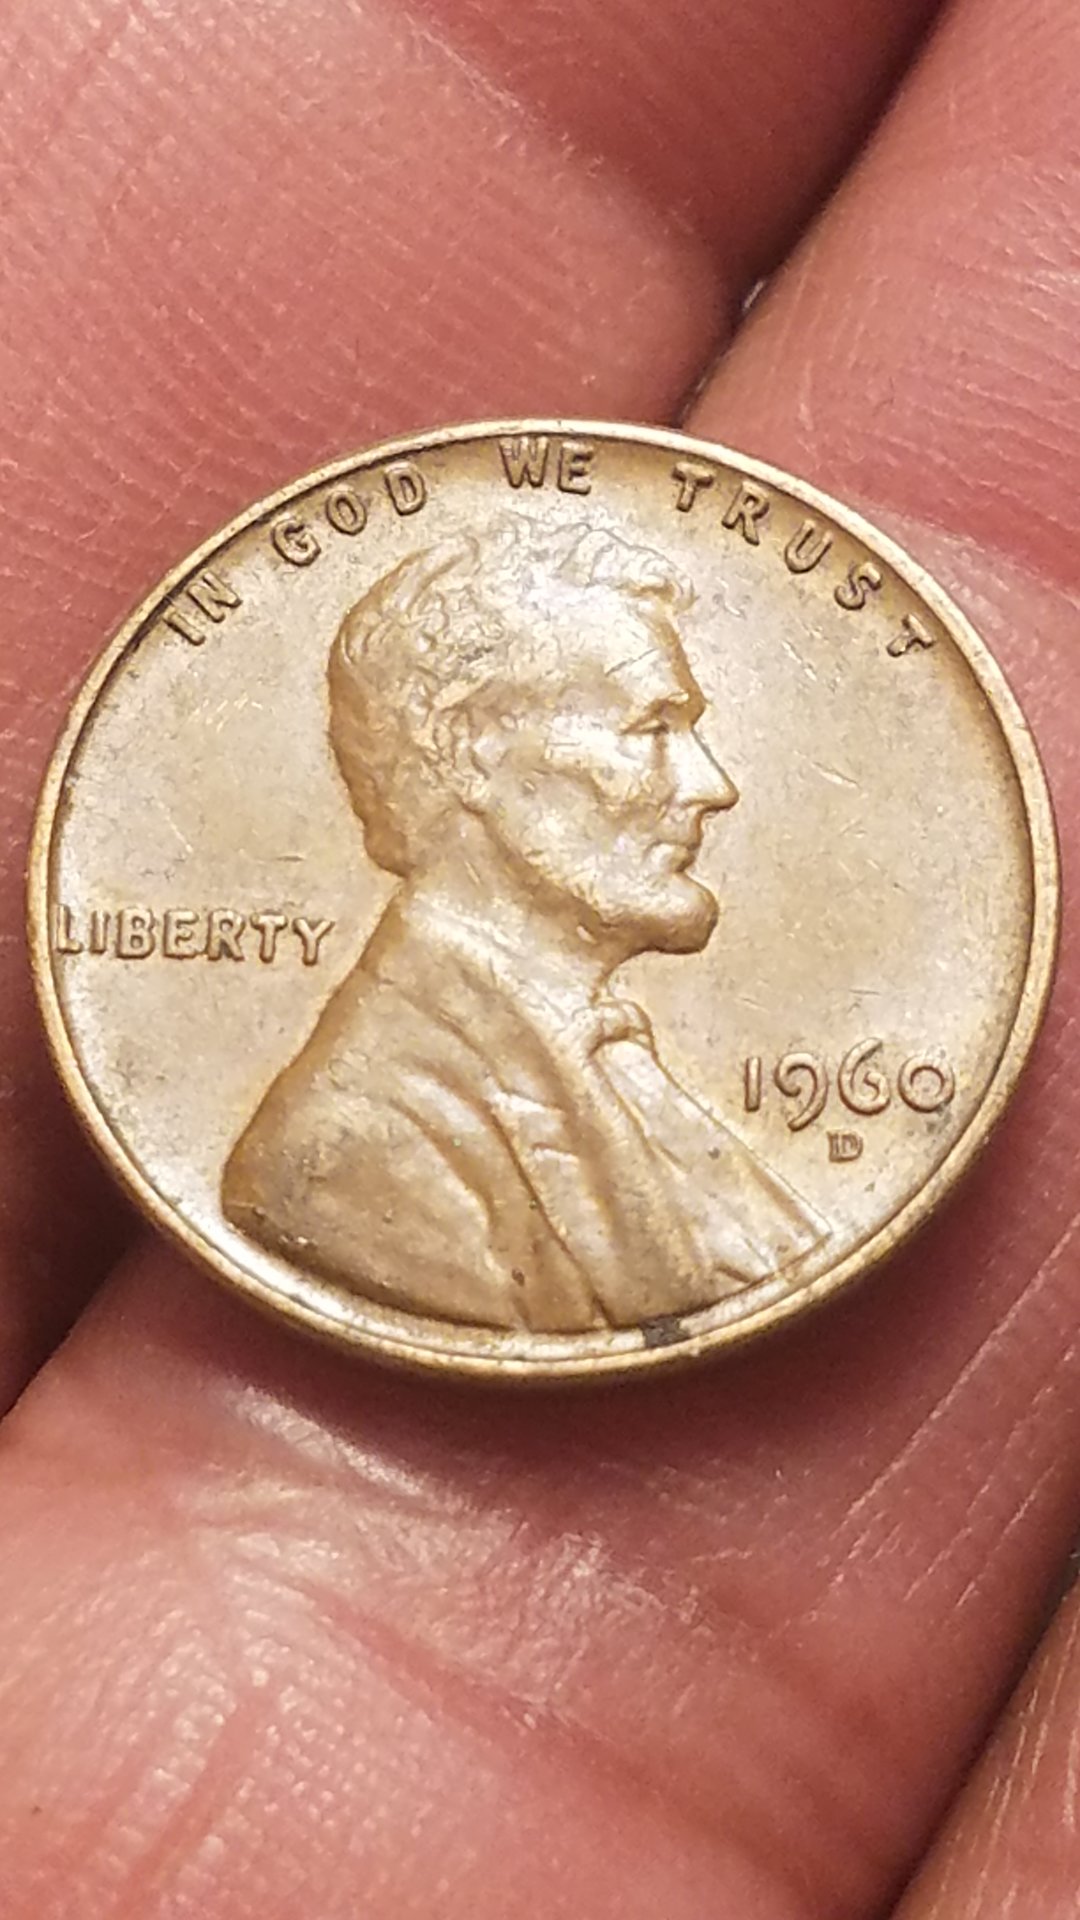 IN GOD WE TRUST
LIBERTY
1960
D